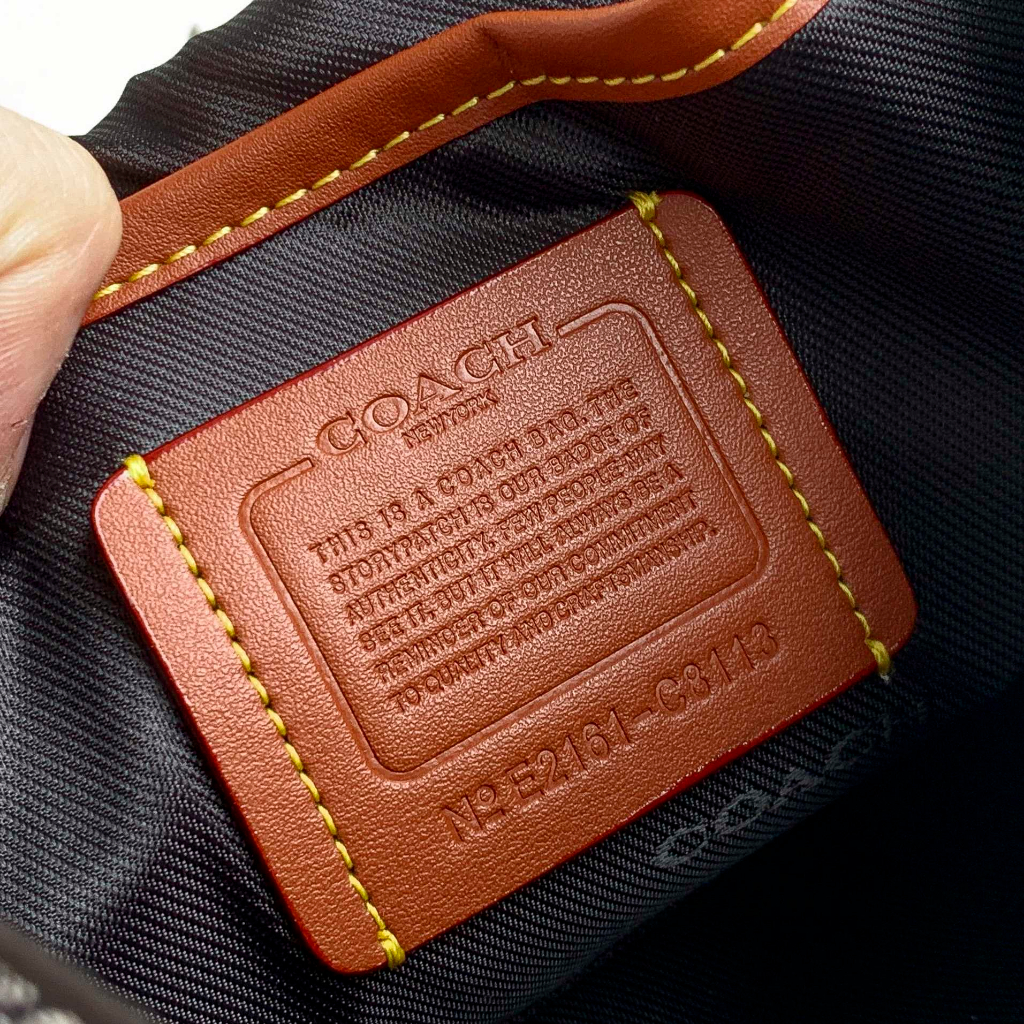 COACH
NEW YORK
THIS IS A COACH BAG. THE
STORYPATCH IS OUR BADGE OF
AUTHENTICITY. FEW PEOPLE MAY
SEE IT, BUT IT WILL ALWAYS BE A
REMINDER OF OUR COMMITMENT
TO QUALITY AND CRAFTSMANSHIP.
Nº E2161-C8113
COACH